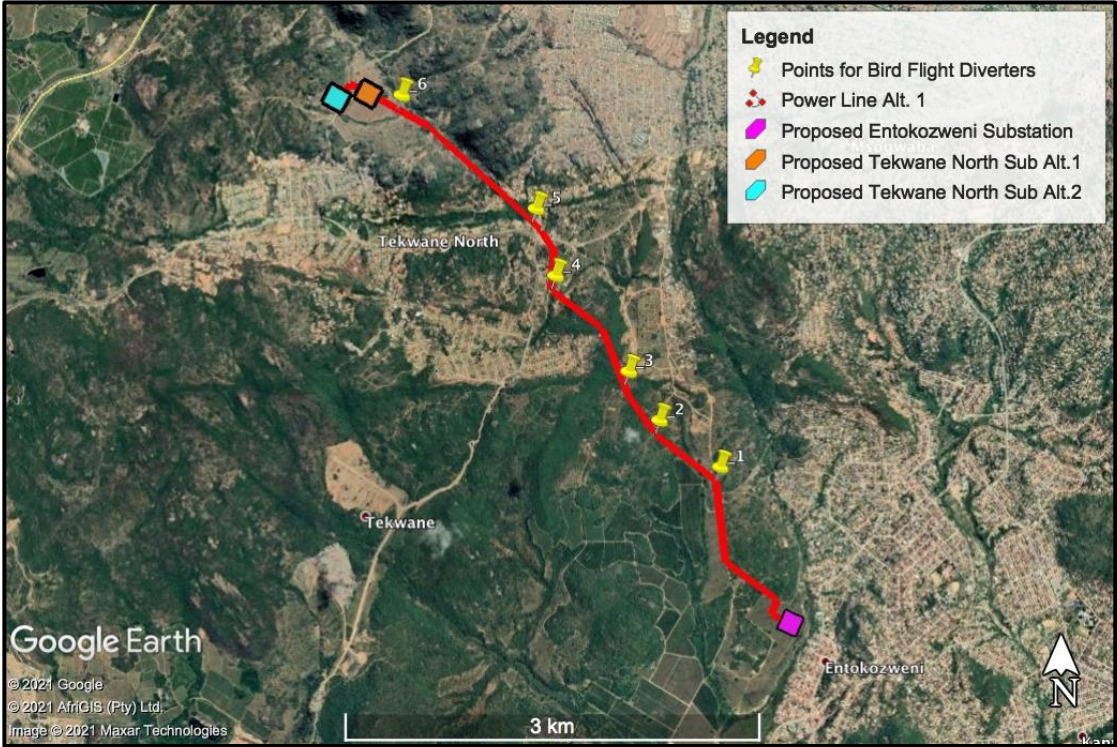 Legend
Points for Bird Flight Diverters
Power Line Alt. 1
Proposed Entokozweni Substation
Proposed Tekwane North Sub Alt.1
Proposed Tekwane North Sub Alt.2
Msogwaba
6
5
Tekwane North
4
3
2
1
Tekwane
Google Earth
Entokozweni
© 2021 Google
© 2021 AfriGIS (Pty) Ltd.
Image © 2021 Maxar Technologies
3 km
N